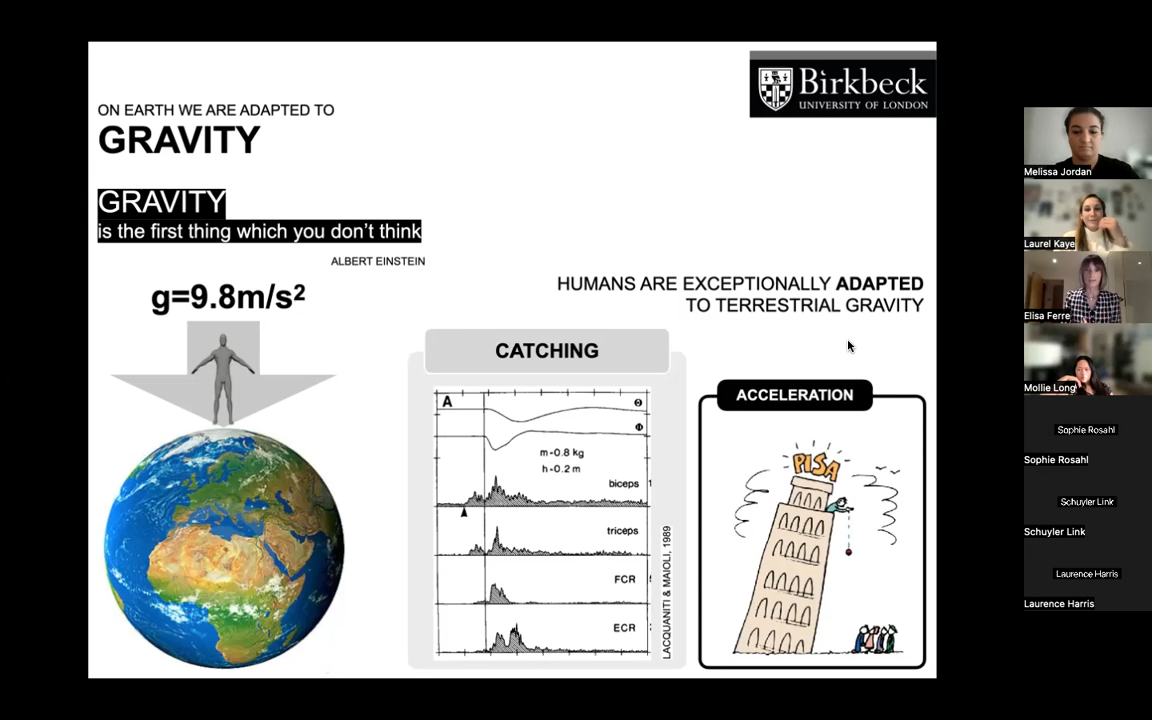 Birkbeck
UNIVERSITY OF LONDON
ON EARTH WE ARE ADAPTED TO
GRAVITY
GRAVITY
is the first thing which you don't think
ALBERT EINSTEIN
g=9.8m/s²
HUMANS ARE EXCEPTIONALLY ADAPTED
TO TERRESTRIAL GRAVITY
CATCHING
A
Θ
Φ
m-0.8 kg
h-0.2 m
biceps
triceps
FCR
ECR
LACQUANITI & MAIOLI, 1989
ACCELERATION
PISA
Melissa Jordan
Laurel Kaye
Elisa Ferre
Mollie Long
Sophie Rosahl
Sophie Rosahl
Schuyler Link
Schuyler Link
Laurence Harris
Laurence Harris